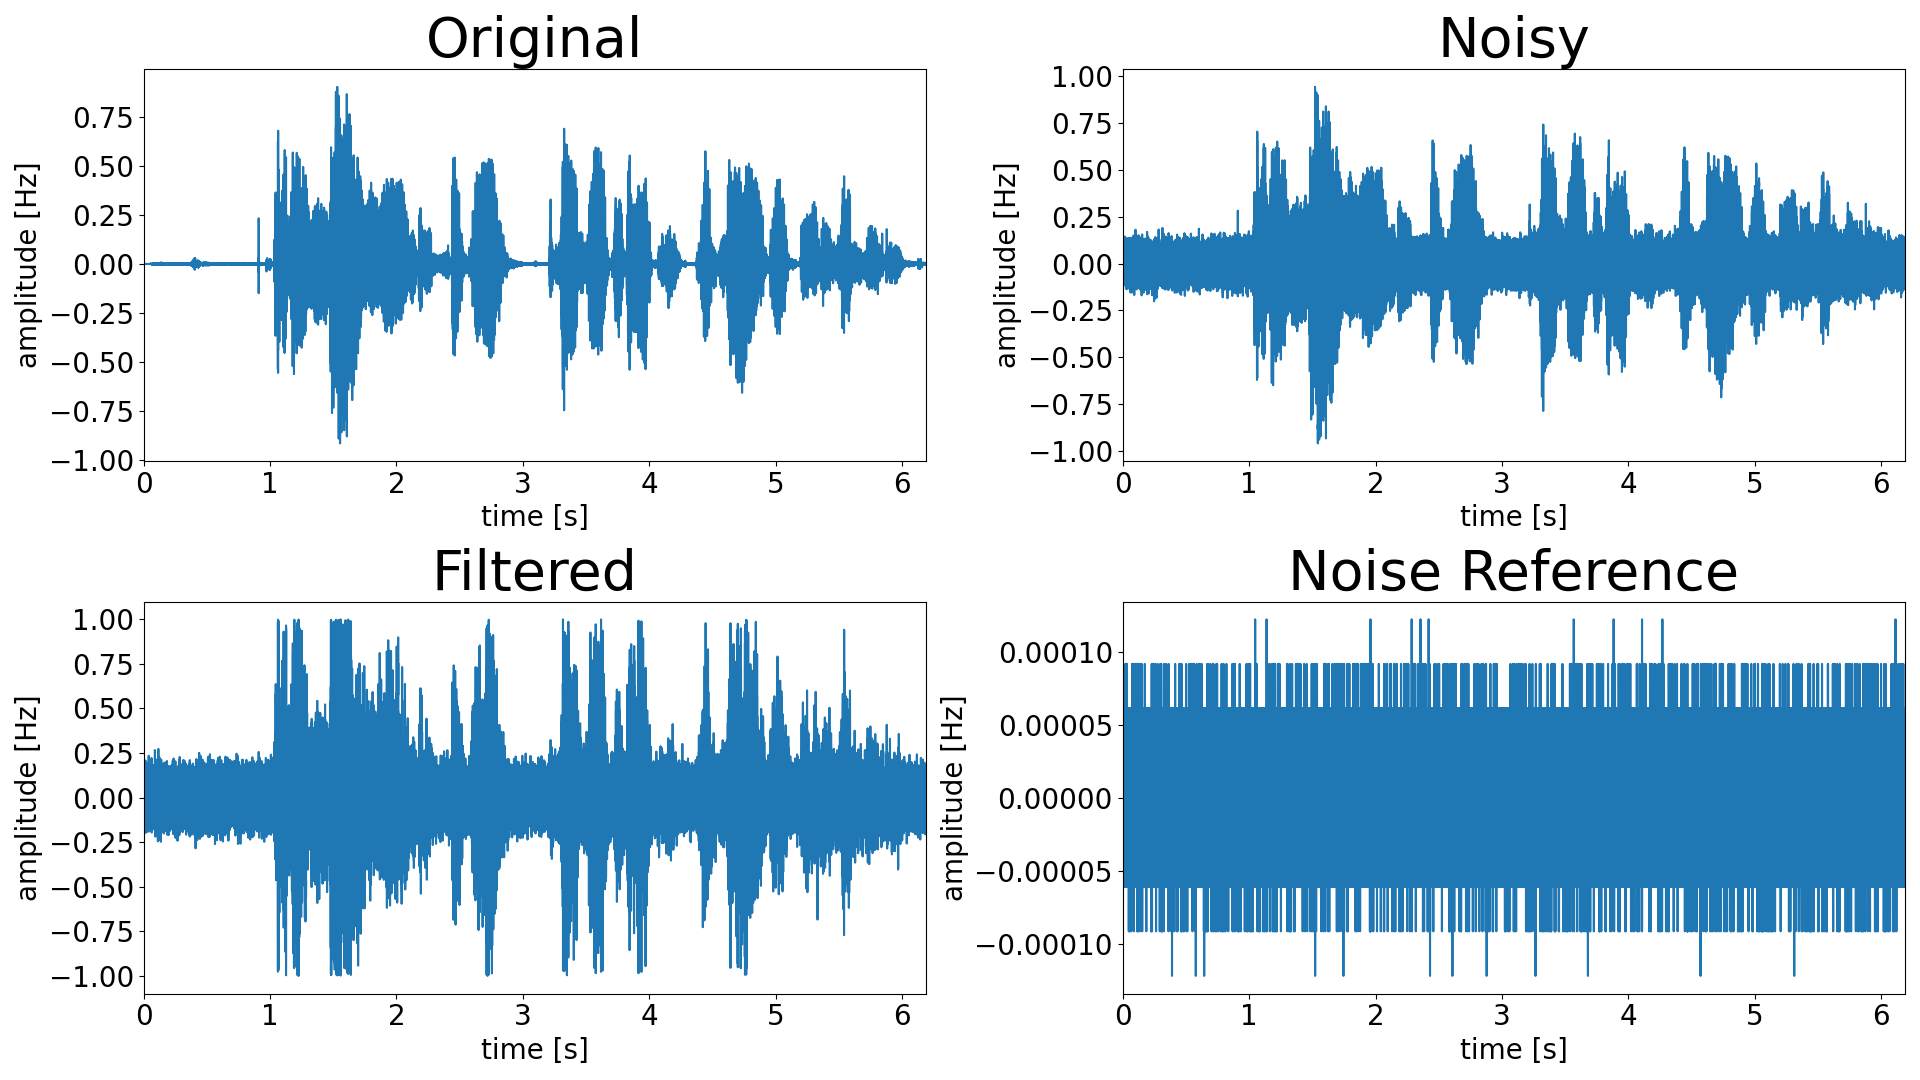 Original
amplitude [Hz]
0.75
0.50
0.25
0.00
−0.25
−0.50
−0.75
−1.00
0 1 2 3 4 5 6
time [s]
Noisy
amplitude [Hz]
1.00
0.75
0.50
0.25
0.00
−0.25
−0.50
−0.75
−1.00
0 1 2 3 4 5 6
time [s]
Filtered
amplitude [Hz]
1.00
0.75
0.50
0.25
0.00
−0.25
−0.50
−0.75
−1.00
0 1 2 3 4 5 6
time [s]
Noise Reference
amplitude [Hz]
0.00010
0.00005
0.00000
−0.00005
−0.00010
0 1 2 3 4 5 6
time [s]